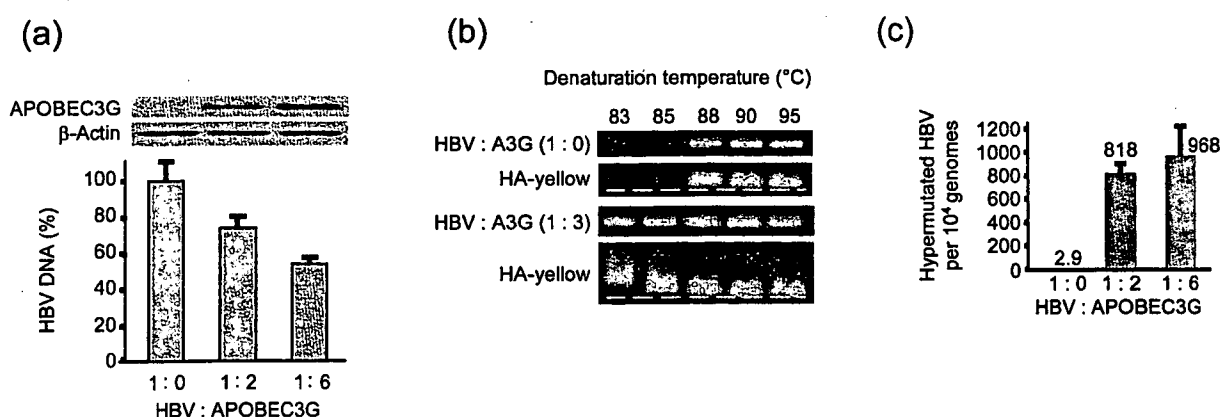 (a)
APOBEC3G
β-Actin
HBV DNA (%)
100
80
60
40
20
0
1 : 0 1 : 2 1 : 6
HBV : APOBEC3G
(b)
Denaturation temperature (°C)
83 85 88 90 95
HBV : A3G (1 : 0)
HA-yellow
HBV : A3G (1 : 3)
HA-yellow
(c)
Hypermutated HBV
per 10⁴ genomes
1200
1000
800
600
400
200
0
2.9
818
968
1 : 0 1 : 2 1 : 6
HBV : APOBEC3G